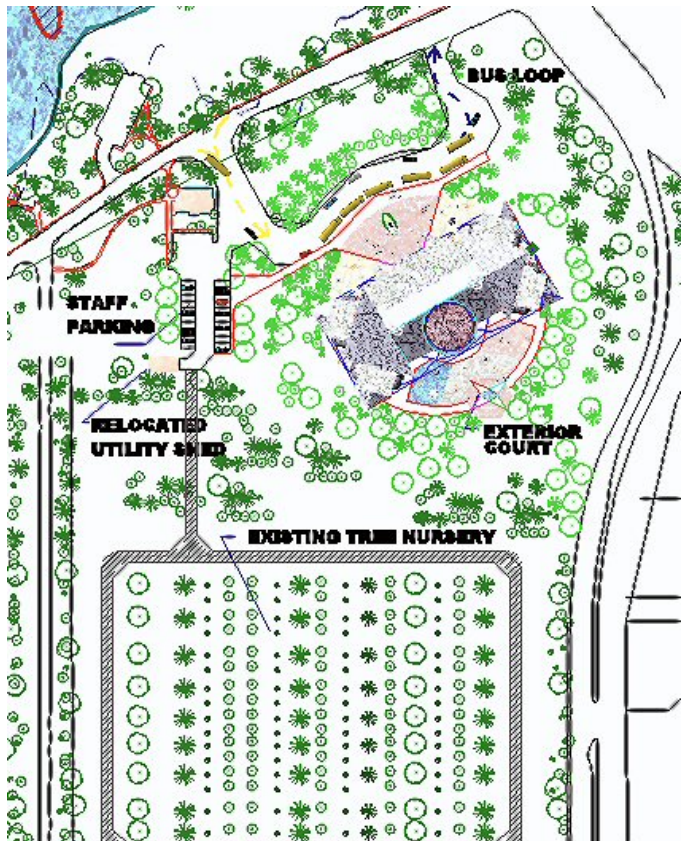 BUS LOOP
STAFF
PARKING
RELOCATED
UTILITY SHED
EXTERIOR
COURT
EXISTING TREE NURSERY